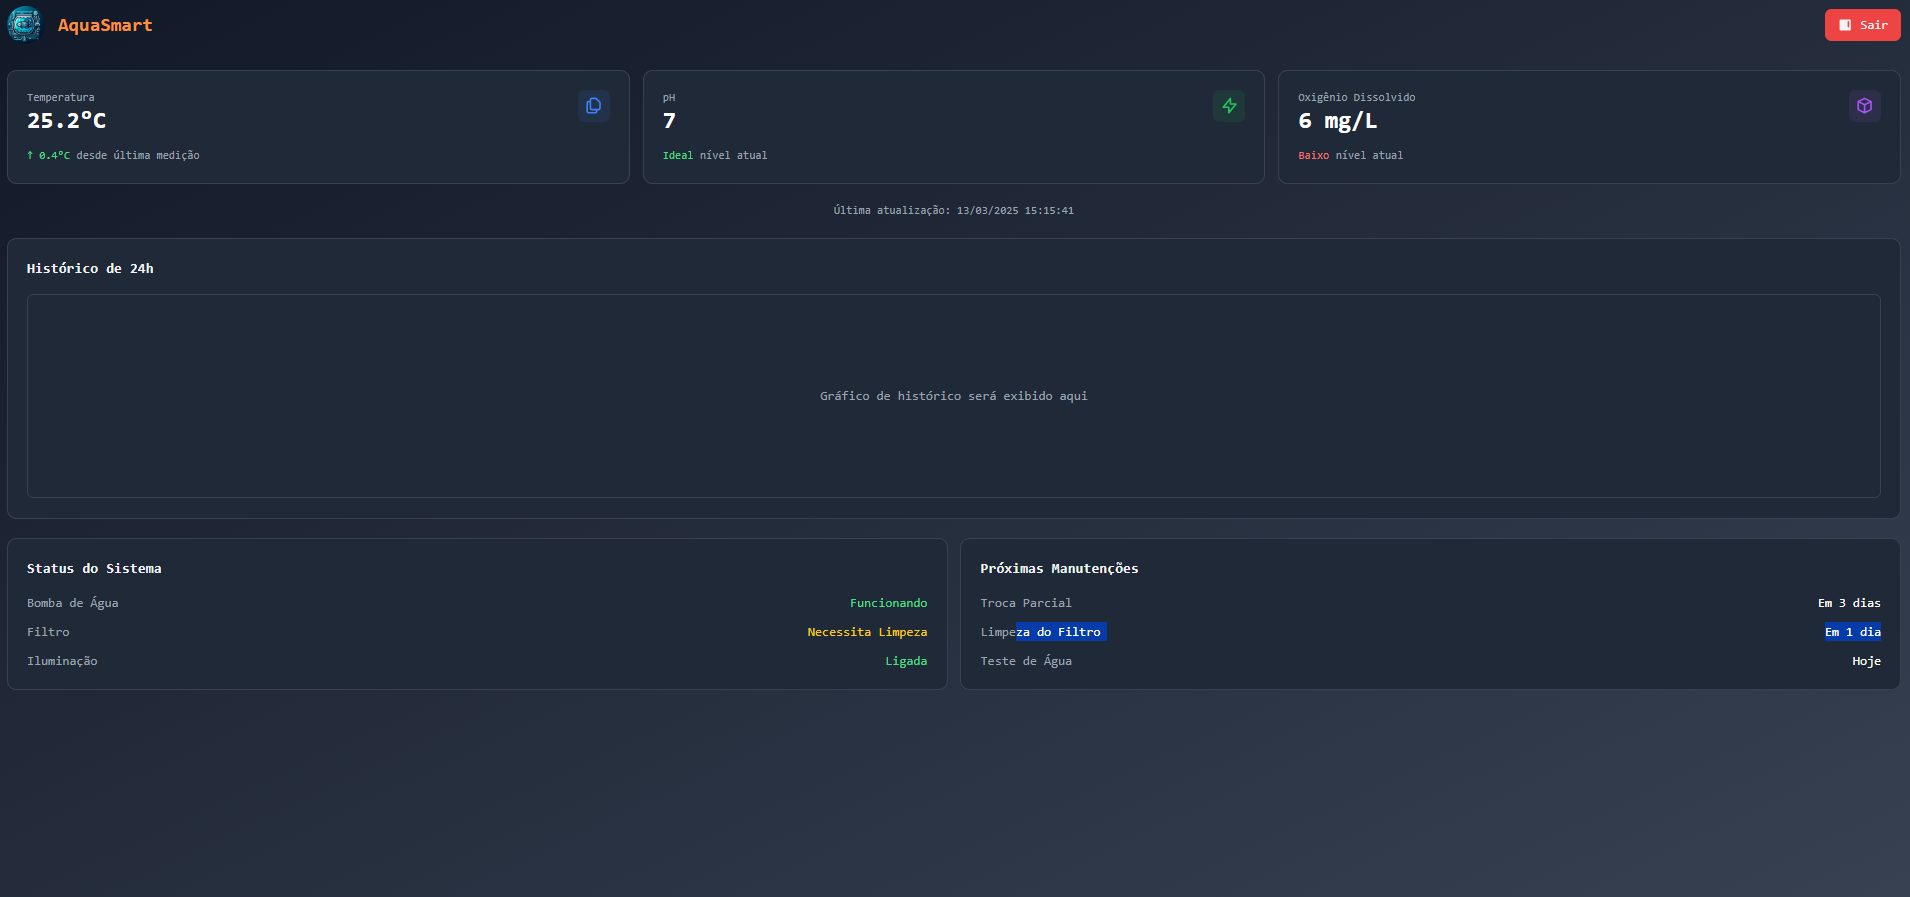 AquaSmart
Sair
Temperatura
25.2°C
↑ 0.4°C desde última medição
pH
7
Ideal nível atual
Oxigênio Dissolvido
6 mg/L
Baixo nível atual
Última atualização: 13/03/2025 15:15:41
Histórico de 24h
Gráfico de histórico será exibido aqui
Status do Sistema
Bomba de Água Funcionando
Filtro Necessita Limpeza
Iluminação Ligada
Próximas Manutenções
Troca Parcial Em 3 dias
Limpeza do Filtro Em 1 dia
Teste de Água Hoje